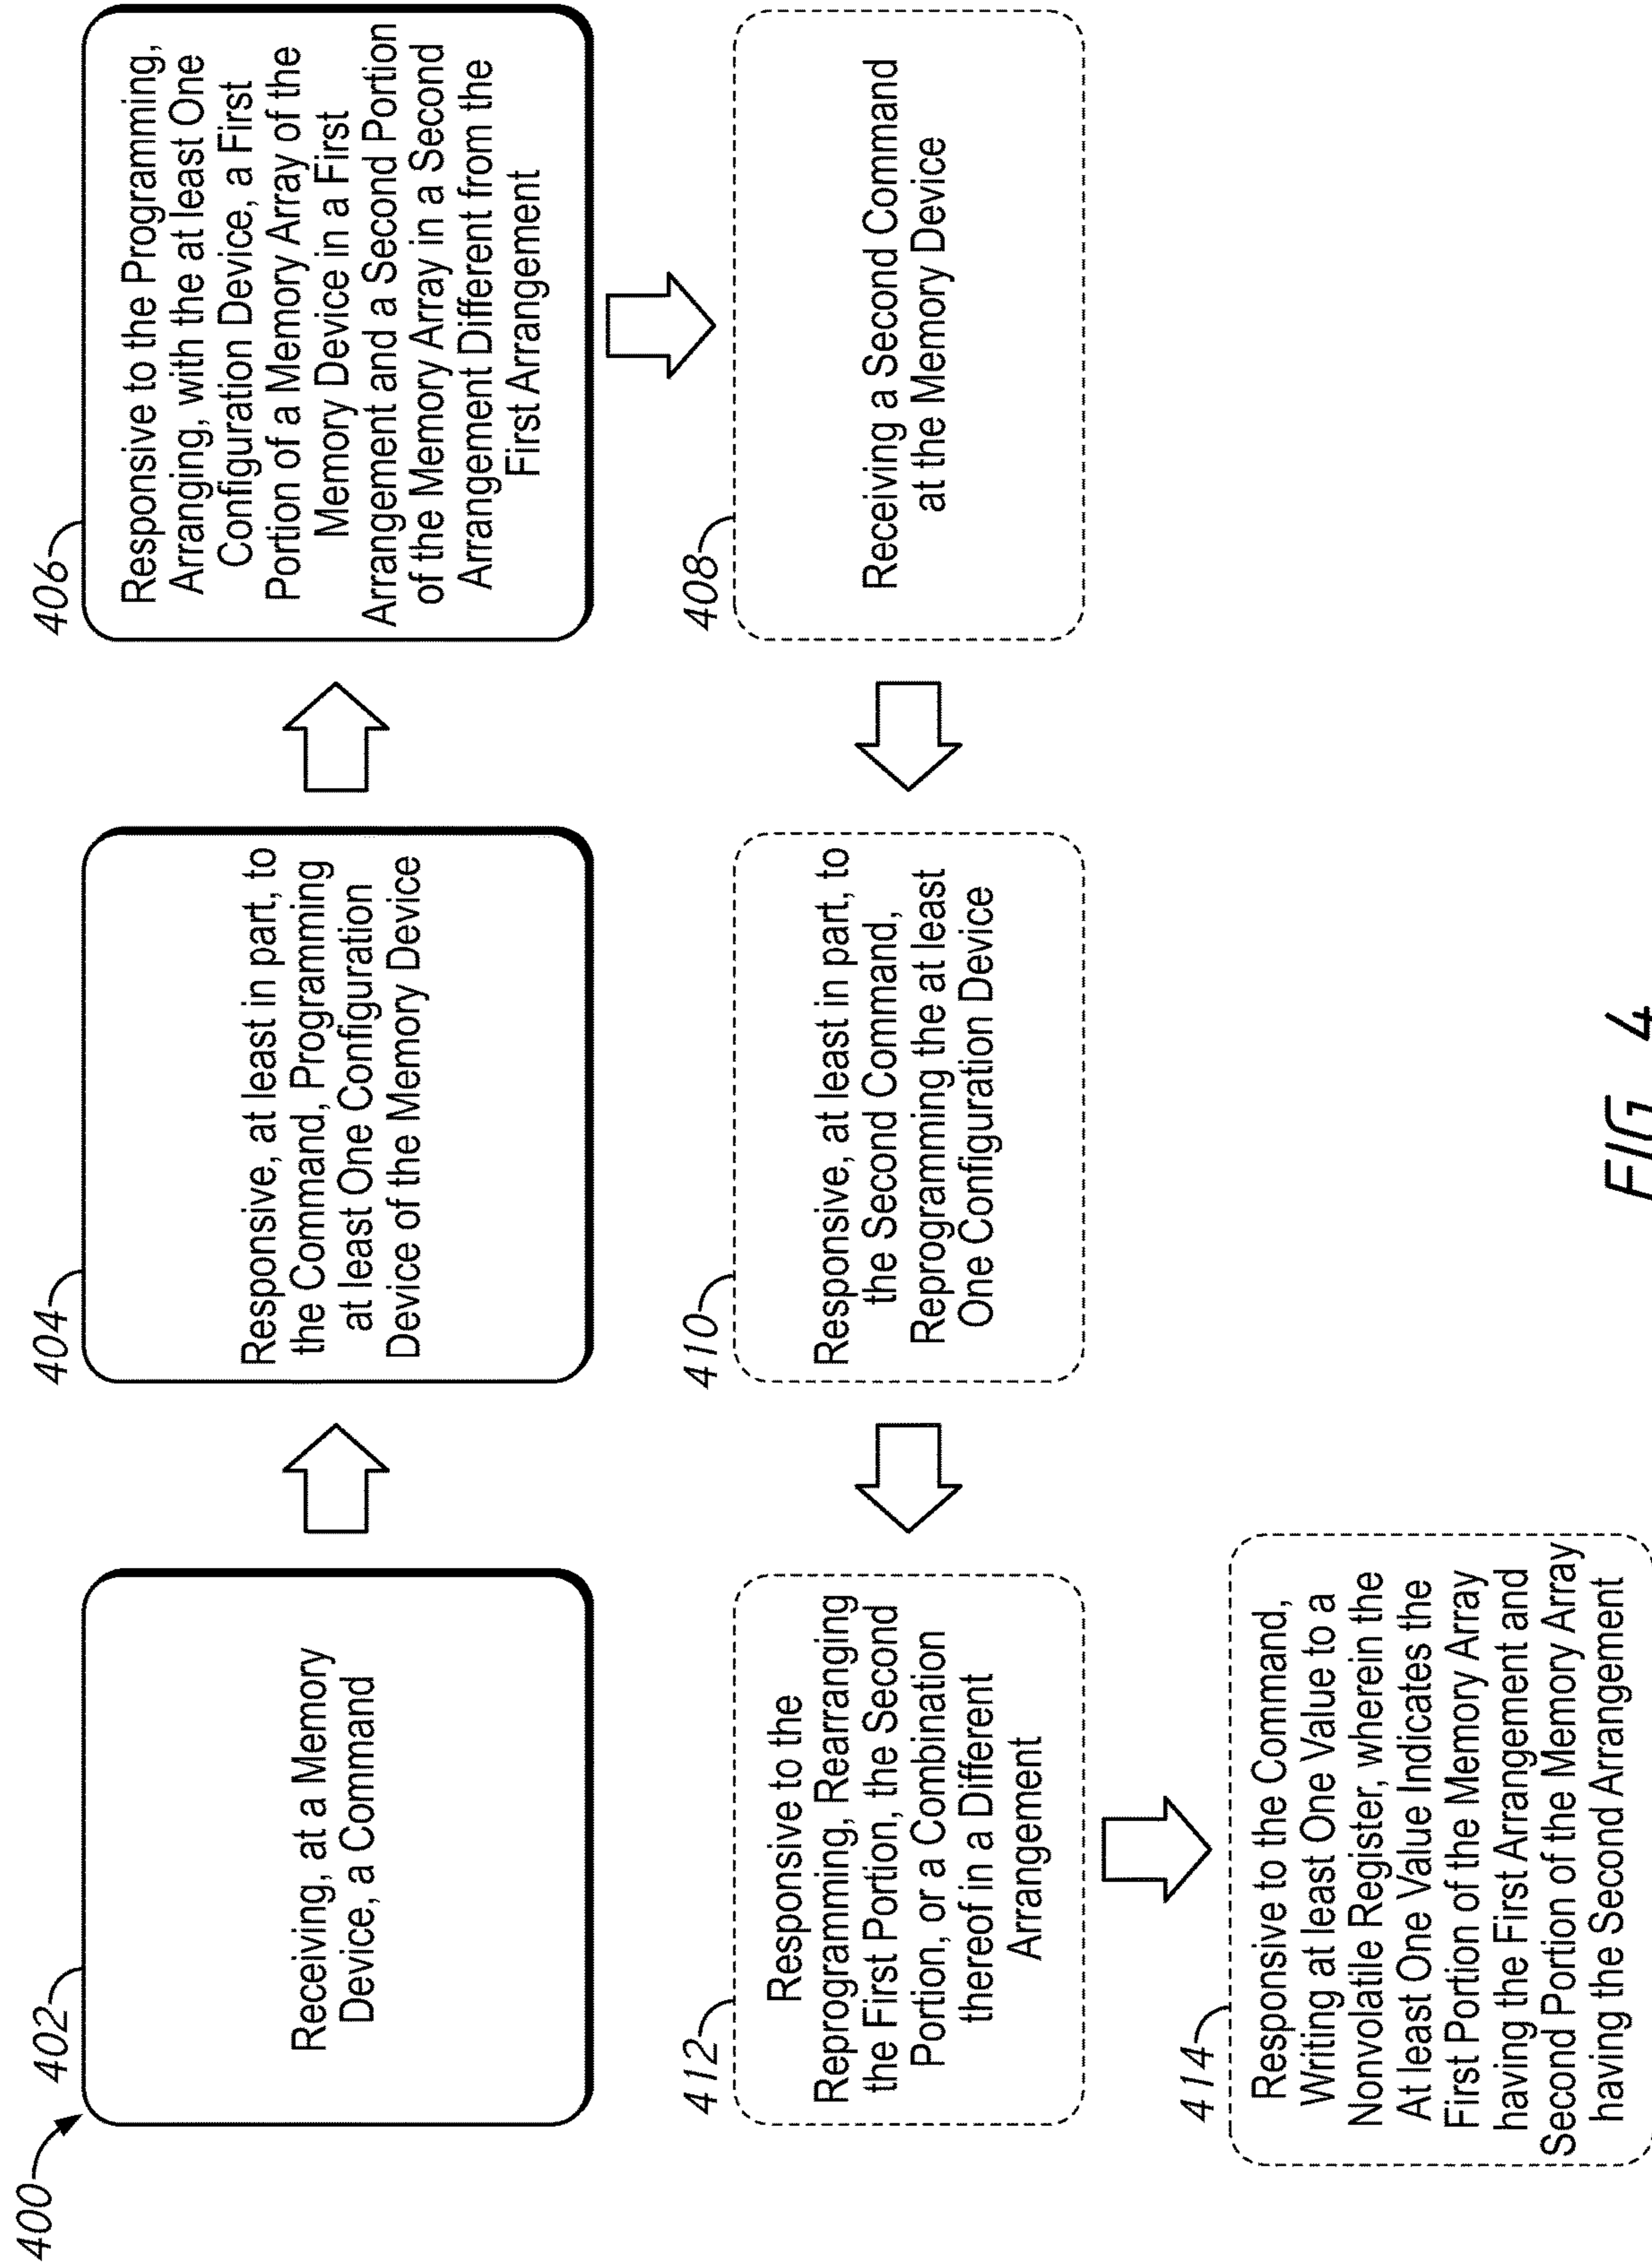 400
402
Receiving, at a Memory
Device, a Command
404
Responsive, at least in part, to
the Command, Programming
at least One Configuration
Device of the Memory Device
406
Responsive to the Programming,
Arranging, with the at least One
Configuration Device, a First
Portion of a Memory Array of the
Memory Device in a First
Arrangement and a Second Portion
of the Memory Array in a Second
Arrangement Different from the
First Arrangement
408
Receiving a Second Command
at the Memory Device
410
Responsive, at least in part, to
the Second Command,
Reprogramming the at least
One Configuration Device
412
Responsive to the
Reprogramming, Rearranging
the First Portion, the Second
Portion, or a Combination
thereof in a Different
Arrangement
414
Responsive to the Command,
Writing at least One Value to a
Nonvolatile Register, wherein the
At least One Value Indicates the
First Portion of the Memory Array
having the First Arrangement and
Second Portion of the Memory Array
having the Second Arrangement
FIG 4